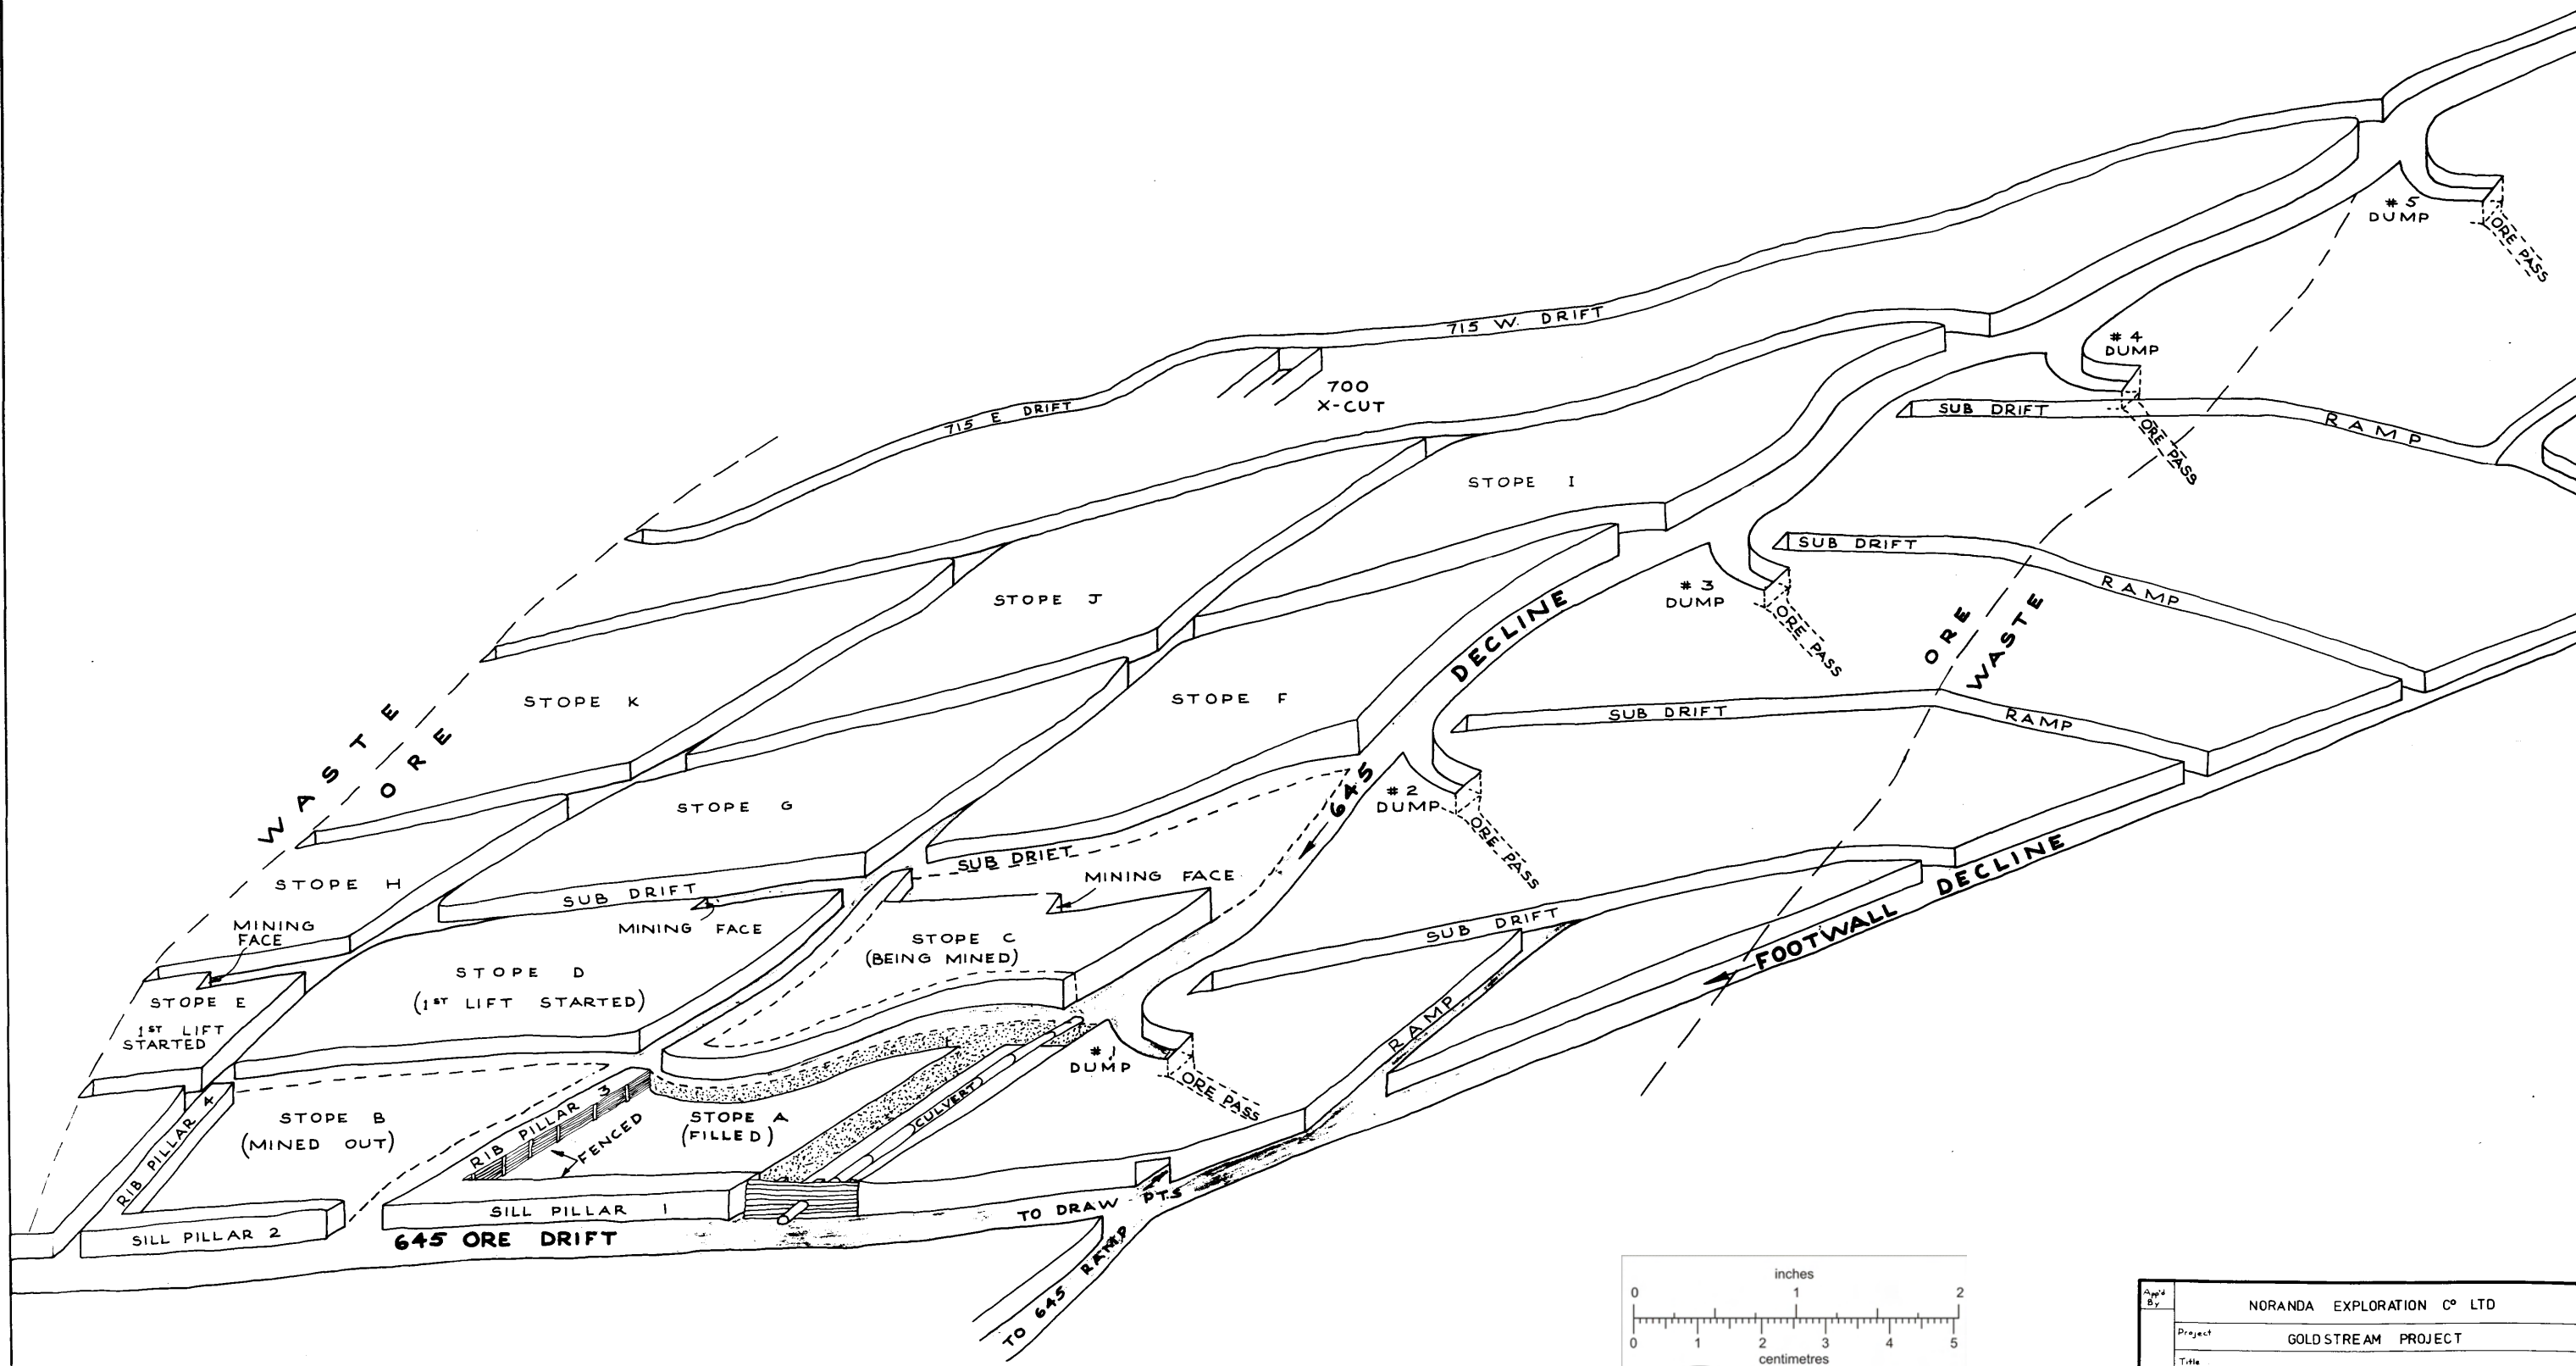 # 5
DUMP
ORE PASS
715 W. DRIFT
# 4
DUMP
ORE PASS
700
X-CUT
715 E DRIFT
SUB DRIFT
RAMP
STOPE I
SUB DRIFT
RAMP
# 3
DUMP
ORE PASS
STOPE J
DECLINE
ORE
WASTE
STOPE K
STOPE F
SUB DRIFT
RAMP
WASTE
ORE
645
# 2
DUMP
ORE PASS
STOPE G
SUB DRIFT
MINING FACE
FOOTWALL DECLINE
STOPE H
SUB DRIFT
MINING FACE
MINING
FACE
SUB DRIFT
STOPE C
(BEING MINED)
STOPE D
(1ST LIFT STARTED)
STOPE E
1ST LIFT
STARTED
RAMP
# 1
DUMP
ORE PASS
CULVERT
STOPE B
(MINED OUT)
RIB PILLAR 3
FENCED
STOPE A
(FILLED)
RIB PILLAR 4
SILL PILLAR 1
TO DRAW PTS
SILL PILLAR 2
645 ORE DRIFT
TO 645 RAMP
inches
0 1 2
0 1 2 3 4 5
centimetres
App'd
By
NORANDA EXPLORATION Co LTD
Project
GOLDSTREAM PROJECT
Title